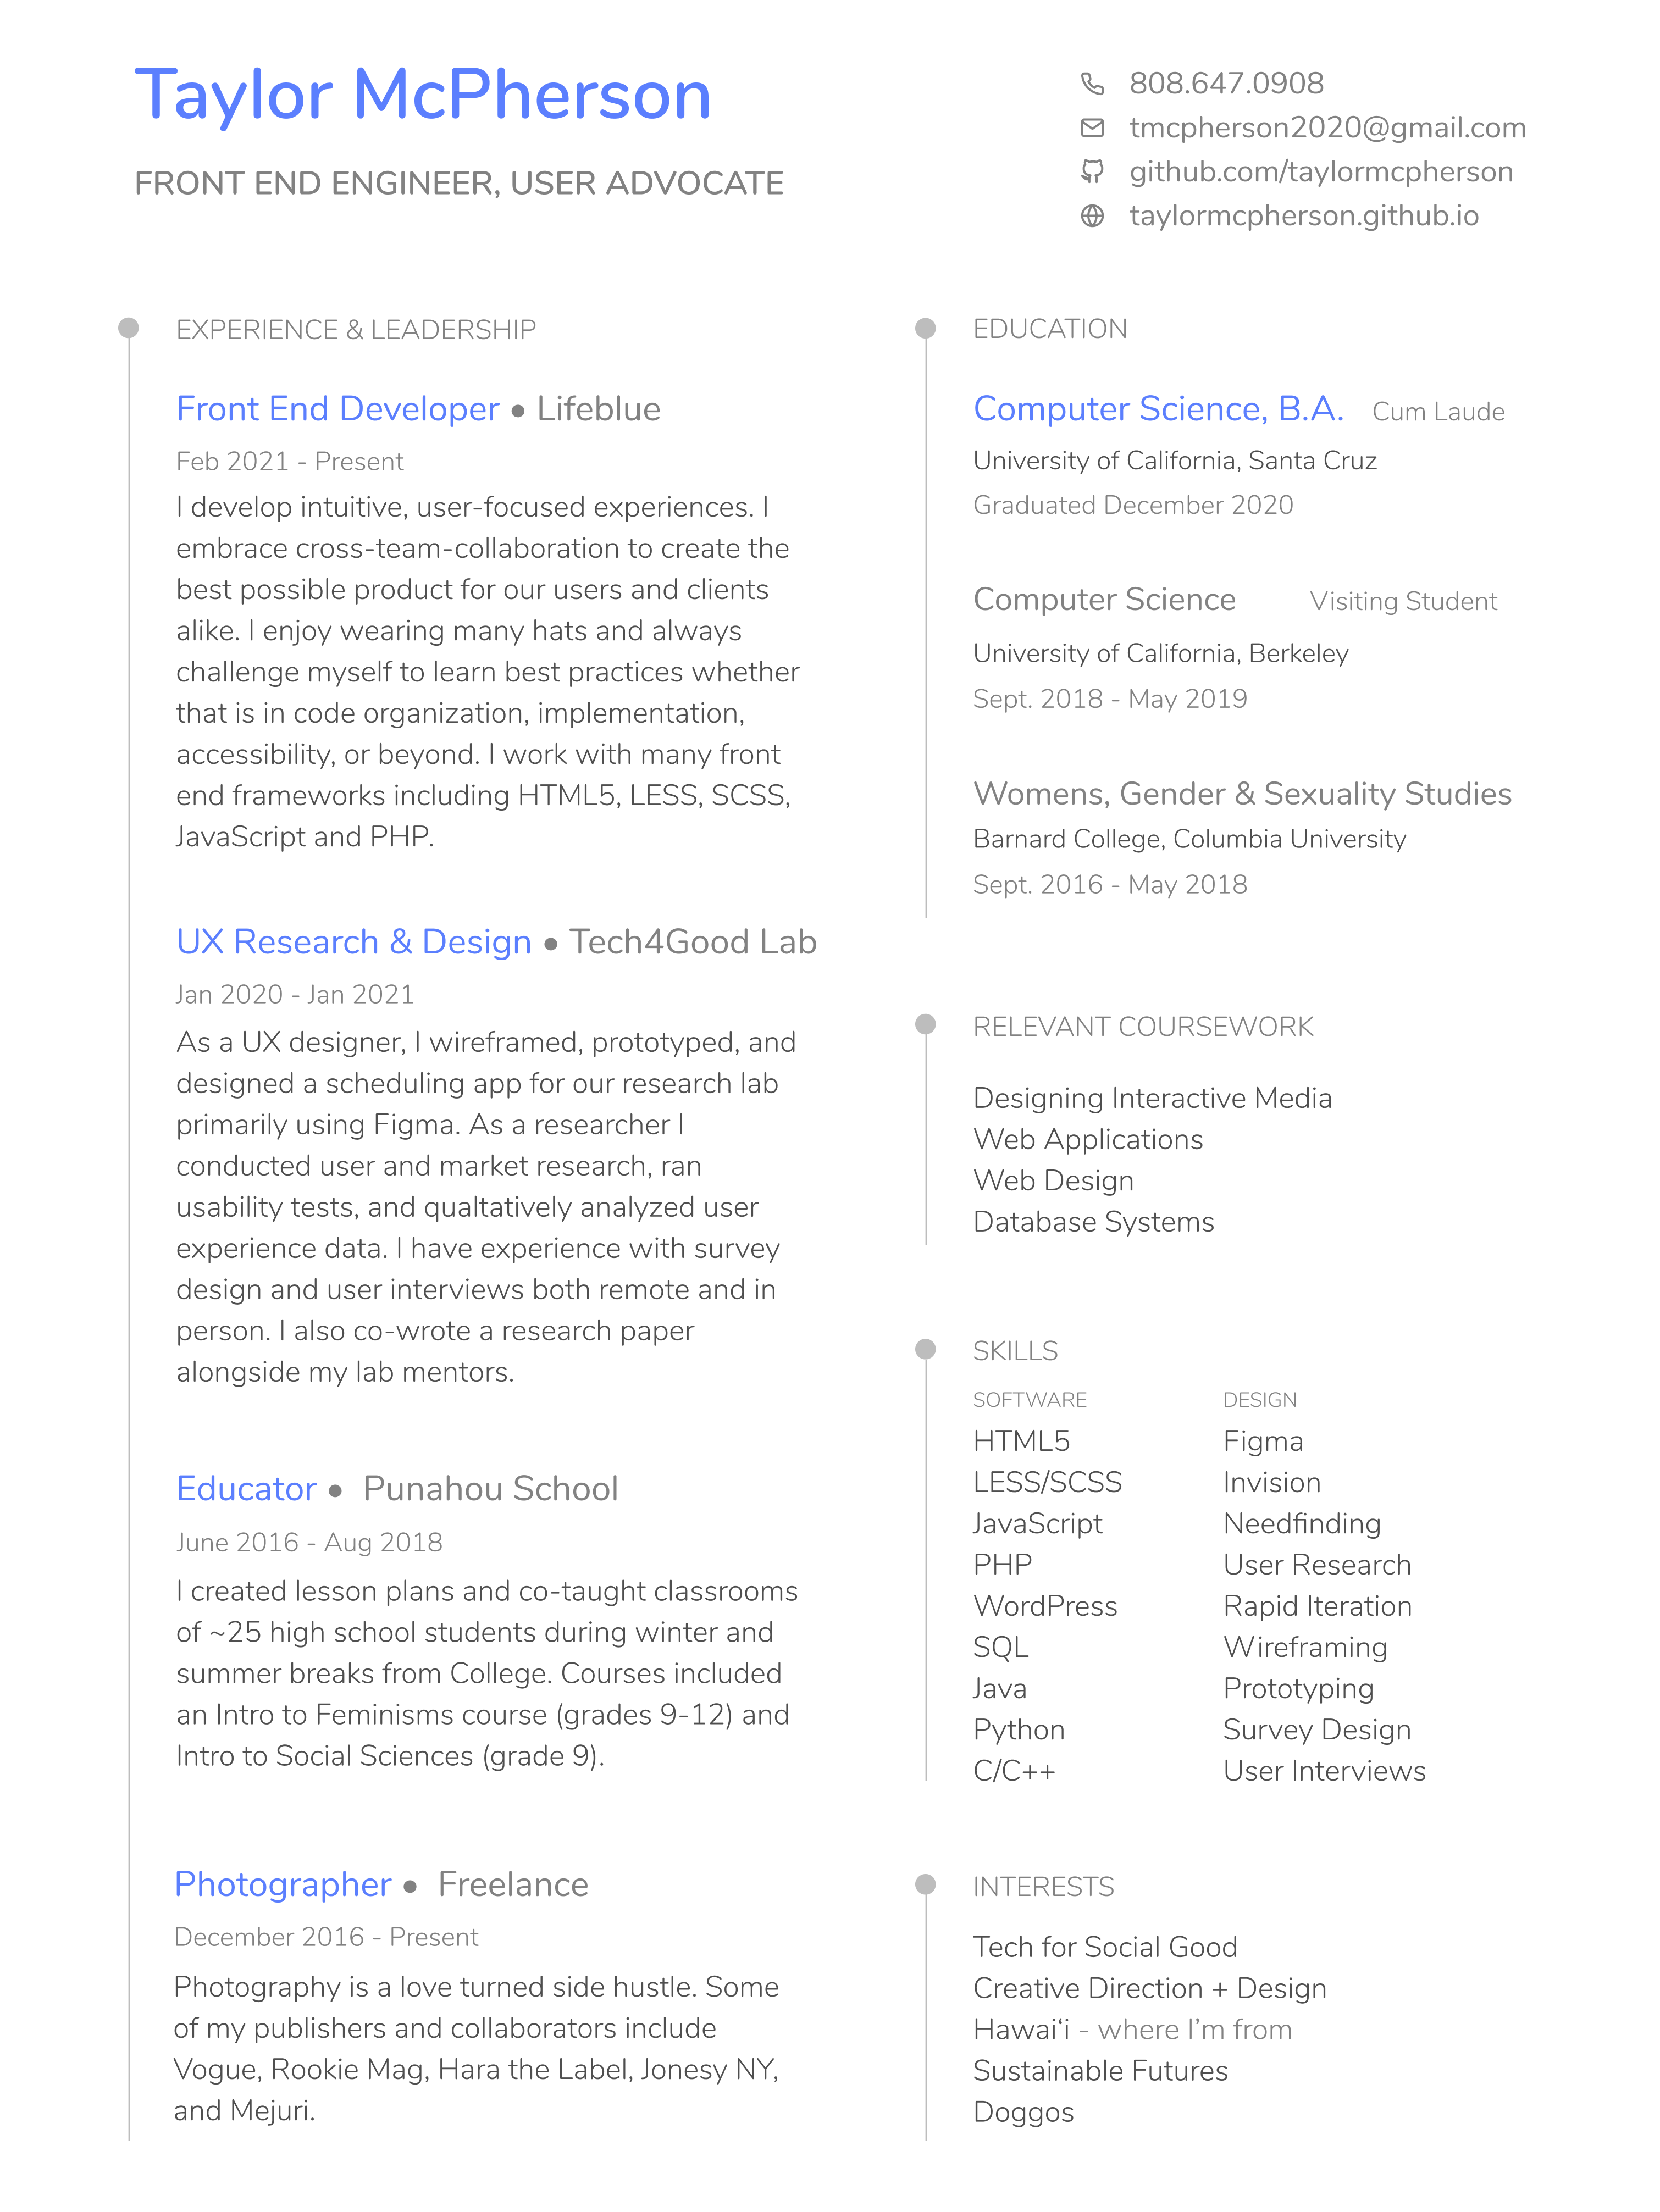 Taylor McPherson
FRONT END ENGINEER, USER ADVOCATE
808.647.0908
tmcpherson2020@gmail.com
github.com/taylormcpherson
taylormcpherson.github.io
EXPERIENCE & LEADERSHIP
Front End Developer • Lifeblue
Feb 2021 - Present
I develop intuitive, user-focused experiences. I
embrace cross-team-collaboration to create the
best possible product for our users and clients
alike. I enjoy wearing many hats and always
challenge myself to learn best practices whether
that is in code organization, implementation,
accessibility, or beyond. I work with many front
end frameworks including HTML5, LESS, SCSS,
JavaScript and PHP.
UX Research & Design • Tech4Good Lab
Jan 2020 - Jan 2021
As a UX designer, I wireframed, prototyped, and
designed a scheduling app for our research lab
primarily using Figma. As a researcher I
conducted user and market research, ran
usability tests, and qualtatively analyzed user
experience data. I have experience with survey
design and user interviews both remote and in
person. I also co-wrote a research paper
alongside my lab mentors.
Educator • Punahou School
June 2016 - Aug 2018
I created lesson plans and co-taught classrooms
of ~25 high school students during winter and
summer breaks from College. Courses included
an Intro to Feminisms course (grades 9-12) and
Intro to Social Sciences (grade 9).
Photographer • Freelance
December 2016 - Present
Photography is a love turned side hustle. Some
of my publishers and collaborators include
Vogue, Rookie Mag, Hara the Label, Jonesy NY,
and Mejuri.
EDUCATION
Computer Science, B.A. Cum Laude
University of California, Santa Cruz
Graduated December 2020
Computer Science Visiting Student
University of California, Berkeley
Sept. 2018 - May 2019
Womens, Gender & Sexuality Studies
Barnard College, Columbia University
Sept. 2016 - May 2018
RELEVANT COURSEWORK
Designing Interactive Media
Web Applications
Web Design
Database Systems
SKILLS
SOFTWARE
HTML5
LESS/SCSS
JavaScript
PHP
WordPress
SQL
Java
Python
C/C++
DESIGN
Figma
Invision
Needfinding
User Research
Rapid Iteration
Wireframing
Prototyping
Survey Design
User Interviews
INTERESTS
Tech for Social Good
Creative Direction + Design
Hawai‘i - where I’m from
Sustainable Futures
Doggos